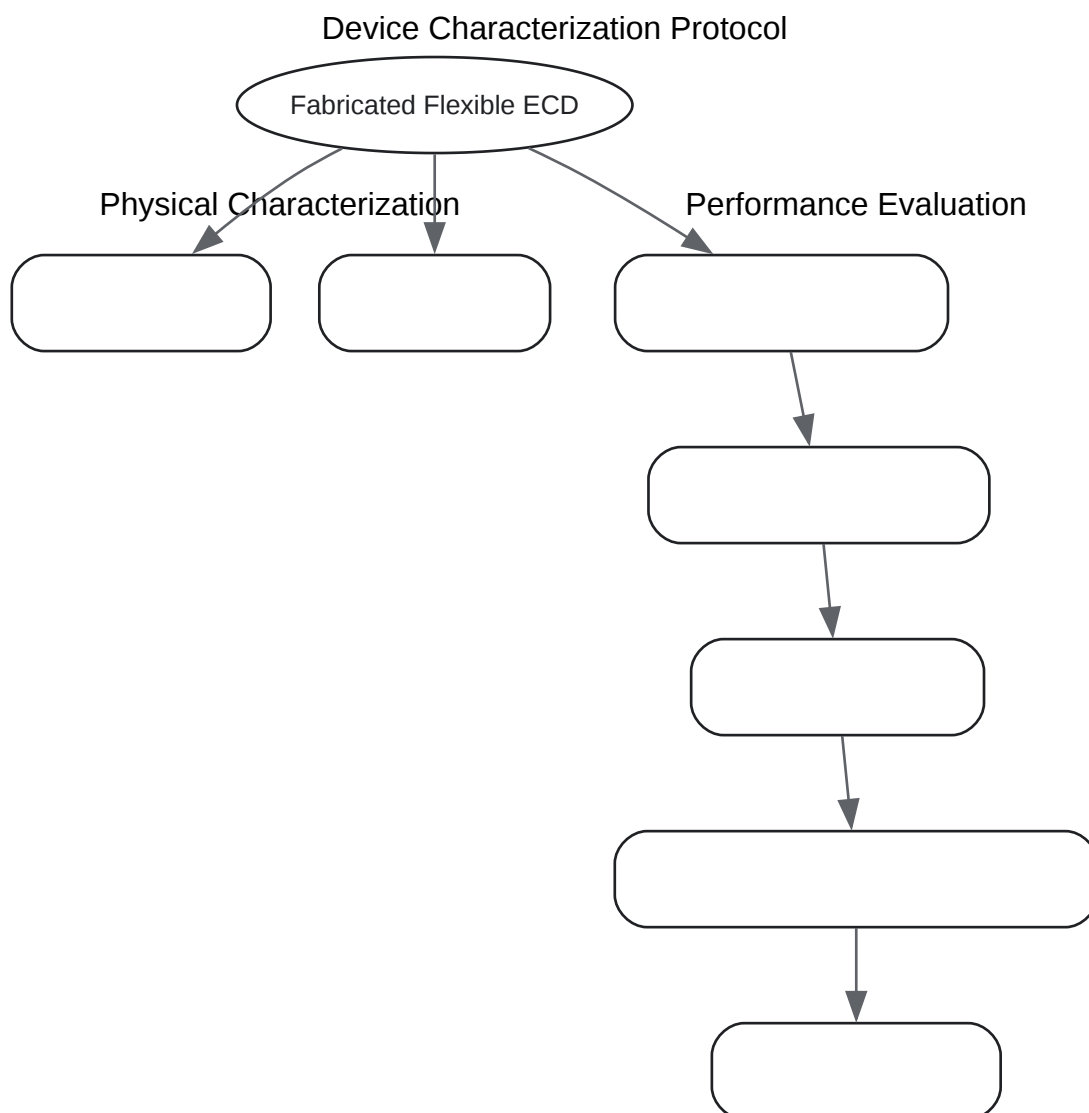 Device Characterization Protocol
Fabricated Flexible ECD
Physical Characterization
Performance Evaluation